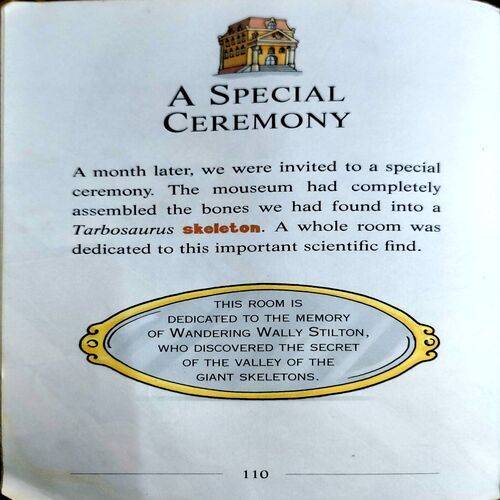 A SPECIAL
CEREMONY
A month later, we were invited to a special
ceremony. The mouseum had completely
assembled the bones we had found into a
Tarbosaurus skeleton. A whole room was
dedicated to this important scientific find.
THIS ROOM IS
DEDICATED TO THE MEMORY
OF WANDERING WALLY STILTON,
WHO DISCOVERED THE SECRET
OF THE VALLEY OF THE
GIANT SKELETONS.
110